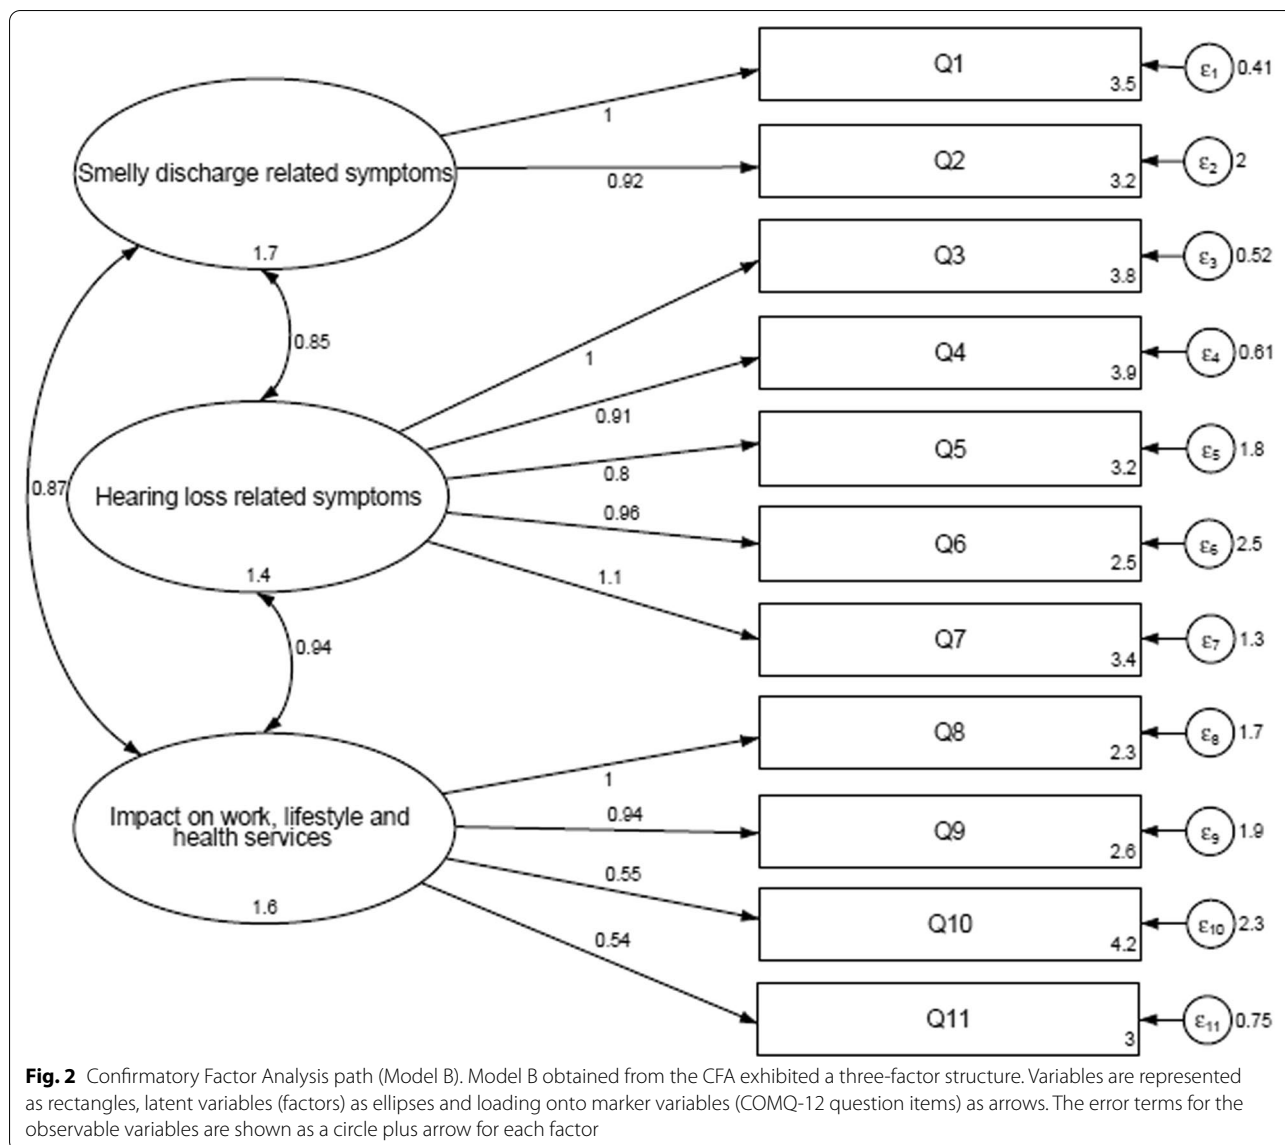 Q1
3.5
ε1
0.41
1
Smelly discharge related symptoms
1.7
Q2
3.2
ε2
2
0.92
Q3
3.8
ε3
0.52
1
0.85
Q4
3.9
ε4
0.61
0.91
Q5
3.2
ε5
1.8
0.8
0.87
Hearing loss related symptoms
1.4
Q6
2.5
ε6
2.5
0.96
Q7
3.4
ε7
1.3
1.1
0.94
Q8
2.3
ε8
1.7
1
Impact on work, lifestyle and
health services
1.6
Q9
2.6
ε9
1.9
0.94
Q10
4.2
ε10
2.3
0.55
Q11
3
ε11
0.75
0.54
Fig. 2 Confirmatory Factor Analysis path (Model B). Model B obtained from the CFA exhibited a three-factor structure. Variables are represented
as rectangles, latent variables (factors) as ellipses and loading onto marker variables (COMQ-12 question items) as arrows. The error terms for the
observable variables are shown as a circle plus arrow for each factor